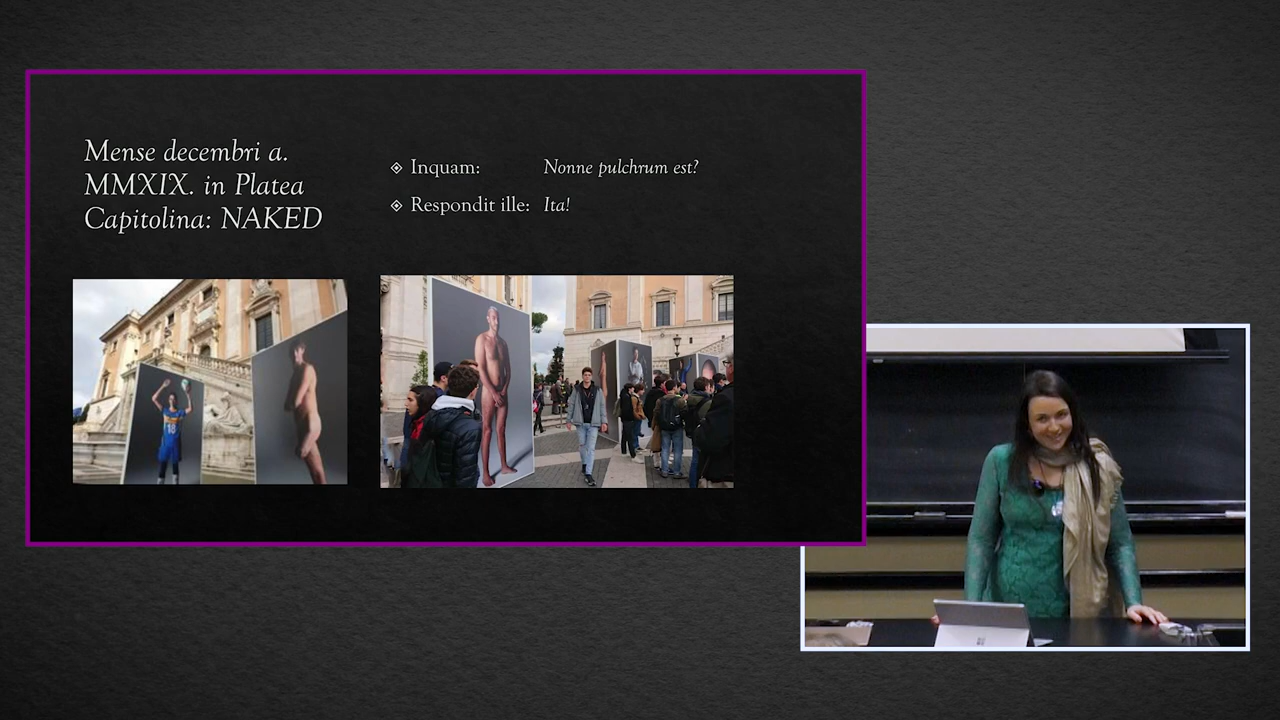 Mense decembri a.
MMXIX. in Platea
Capitolina: NAKED
Inquam: Nonne pulchrum est?
Respondit ille: Ita!